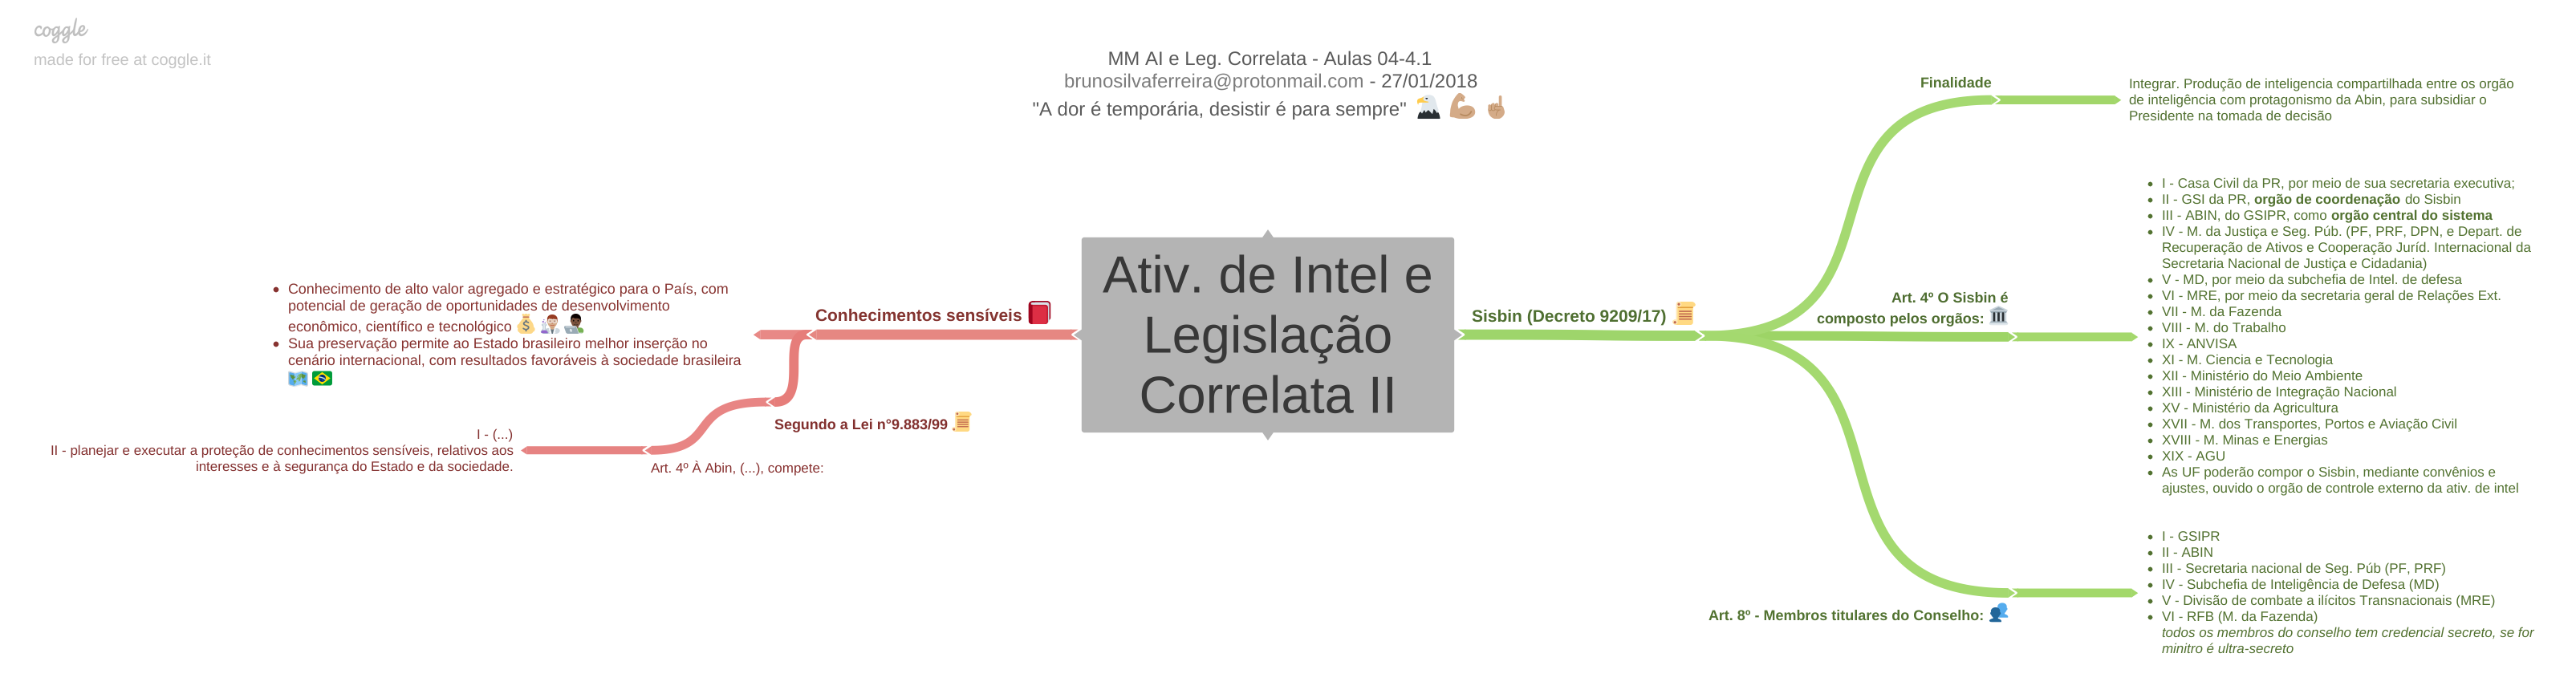 coggle
made for free at coggle.it
MM AI e Leg. Correlata - Aulas 04-4.1
brunosilvaferreira@protonmail.com - 27/01/2018
"A dor é temporária, desistir é para sempre"
Ativ. de Intel e
Legislação
Correlata II
Conhecimentos sensíveis
Conhecimento de alto valor agregado e estratégico para o País, com
potencial de geração de oportunidades de desenvolvimento
econômico, científico e tecnológico
Sua preservação permite ao Estado brasileiro melhor inserção no
cenário internacional, com resultados favoráveis à sociedade brasileira
Segundo a Lei n°9.883/99
Art. 4º À Abin, (...), compete:
I - (...)
II - planejar e executar a proteção de conhecimentos sensíveis, relativos aos
interesses e à segurança do Estado e da sociedade.
Sisbin (Decreto 9209/17)
Finalidade
Integrar. Produção de inteligencia compartilhada entre os orgão
de inteligência com protagonismo da Abin, para subsidiar o
Presidente na tomada de decisão
Art. 4º O Sisbin é
composto pelos orgãos:
I - Casa Civil da PR, por meio de sua secretaria executiva;
II - GSI da PR, orgão de coordenação do Sisbin
III - ABIN, do GSIPR, como orgão central do sistema
IV - M. da Justiça e Seg. Púb. (PF, PRF, DPN, e Depart. de
Recuperação de Ativos e Cooperação Juríd. Internacional da
Secretaria Nacional de Justiça e Cidadania)
V - MD, por meio da subchefia de Intel. de defesa
VI - MRE, por meio da secretaria geral de Relações Ext.
VII - M. da Fazenda
VIII - M. do Trabalho
IX - ANVISA
XI - M. Ciencia e Tecnologia
XII - Ministério do Meio Ambiente
XIII - Ministério de Integração Nacional
XV - Ministério da Agricultura
XVII - M. dos Transportes, Portos e Aviação Civil
XVIII - M. Minas e Energias
XIX - AGU
As UF poderão compor o Sisbin, mediante convênios e
ajustes, ouvido o orgão de controle externo da ativ. de intel
Art. 8º - Membros titulares do Conselho:
I - GSIPR
II - ABIN
III - Secretaria nacional de Seg. Púb (PF, PRF)
IV - Subchefia de Inteligência de Defesa (MD)
V - Divisão de combate a ilícitos Transnacionais (MRE)
VI - RFB (M. da Fazenda)
todos os membros do conselho tem credencial secreto, se for
minitro é ultra-secreto